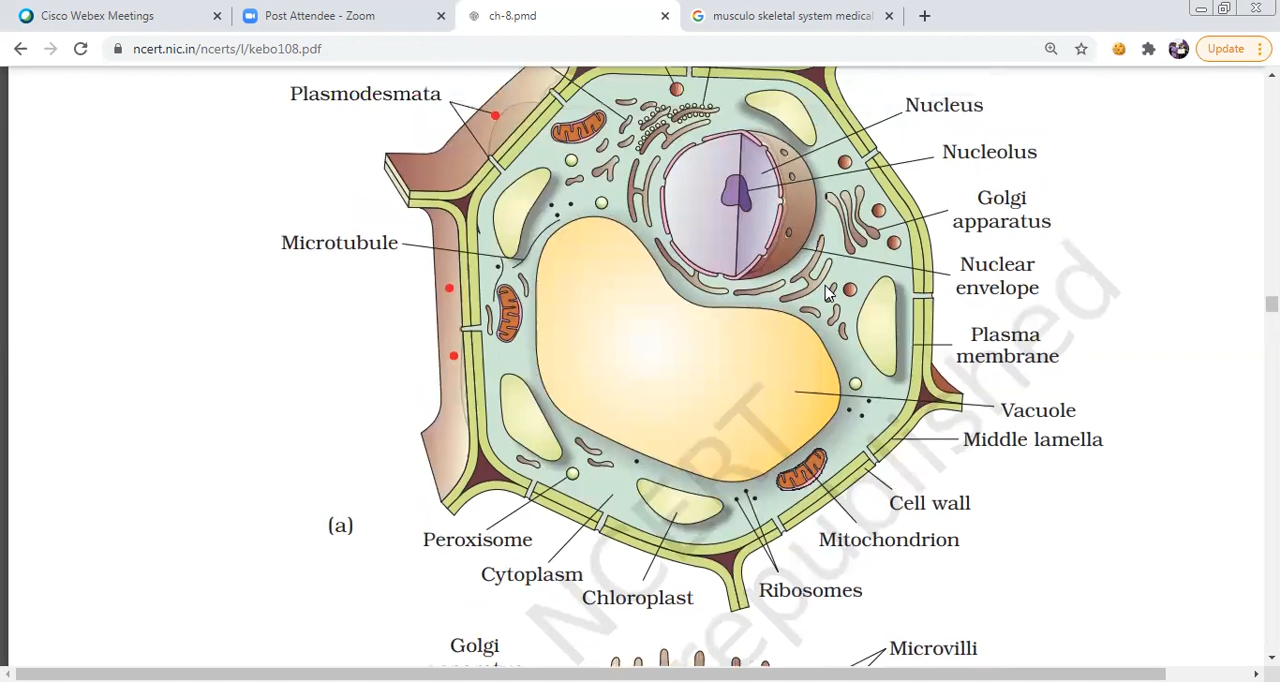 Cisco Webex Meetings
Post Attendee - Zoom
ch-8.pmd
musculo skeletal system medical
ncert.nic.in/ncerts/l/kebo108.pdf
Update
Plasmodesmata
Nucleus
Nucleolus
Golgi
apparatus
Microtubule
Nuclear
envelope
Plasma
membrane
Vacuole
Middle lamella
Cell wall
(a)
Peroxisome
Mitochondrion
Cytoplasm
Ribosomes
Chloroplast
NCERT
republished
Golgi
Microvilli